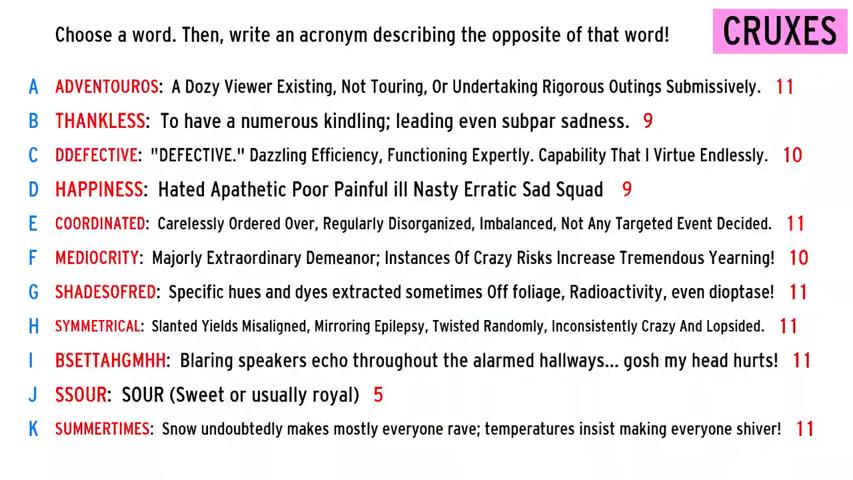 Choose a word. Then, write an acronym describing the opposite of that word! CRUXES
A ADVENTOUROS: A Dozy Viewer Existing, Not Touring, Or Undertaking Rigorous Outings Submissively. 11
B THANKLESS: To have a numerous kindling; leading even subpar sadness. 9
C DDEFECTIVE: "DEFECTIVE." Dazzling Efficiency, Functioning Expertly. Capability That I Virtue Endlessly. 10
D HAPPINESS: Hated Apathetic Poor Painful ill Nasty Erratic Sad Squad 9
E COORDINATED: Carelessly Ordered Over, Regularly Disorganized, Imbalanced, Not Any Targeted Event Decided. 11
F MEDIOCRITY: Majorly Extraordinary Demeanor; Instances Of Crazy Risks Increase Tremendous Yearning! 10
G SHADESOFRED: Specific hues and dyes extracted sometimes Off foliage, Radioactivity, even dioptase! 11
H SYMMETRICAL: Slanted Yields Misaligned, Mirroring Epilepsy, Twisted Randomly, Inconsistently Crazy And Lopsided. 11
I BSETTAHGMHH: Blaring speakers echo throughout the alarmed hallways... gosh my head hurts! 11
J SSOUR: SOUR (Sweet or usually royal) 5
K SUMMERTIMES: Snow undoubtedly makes mostly everyone rave; temperatures insist making everyone shiver! 11